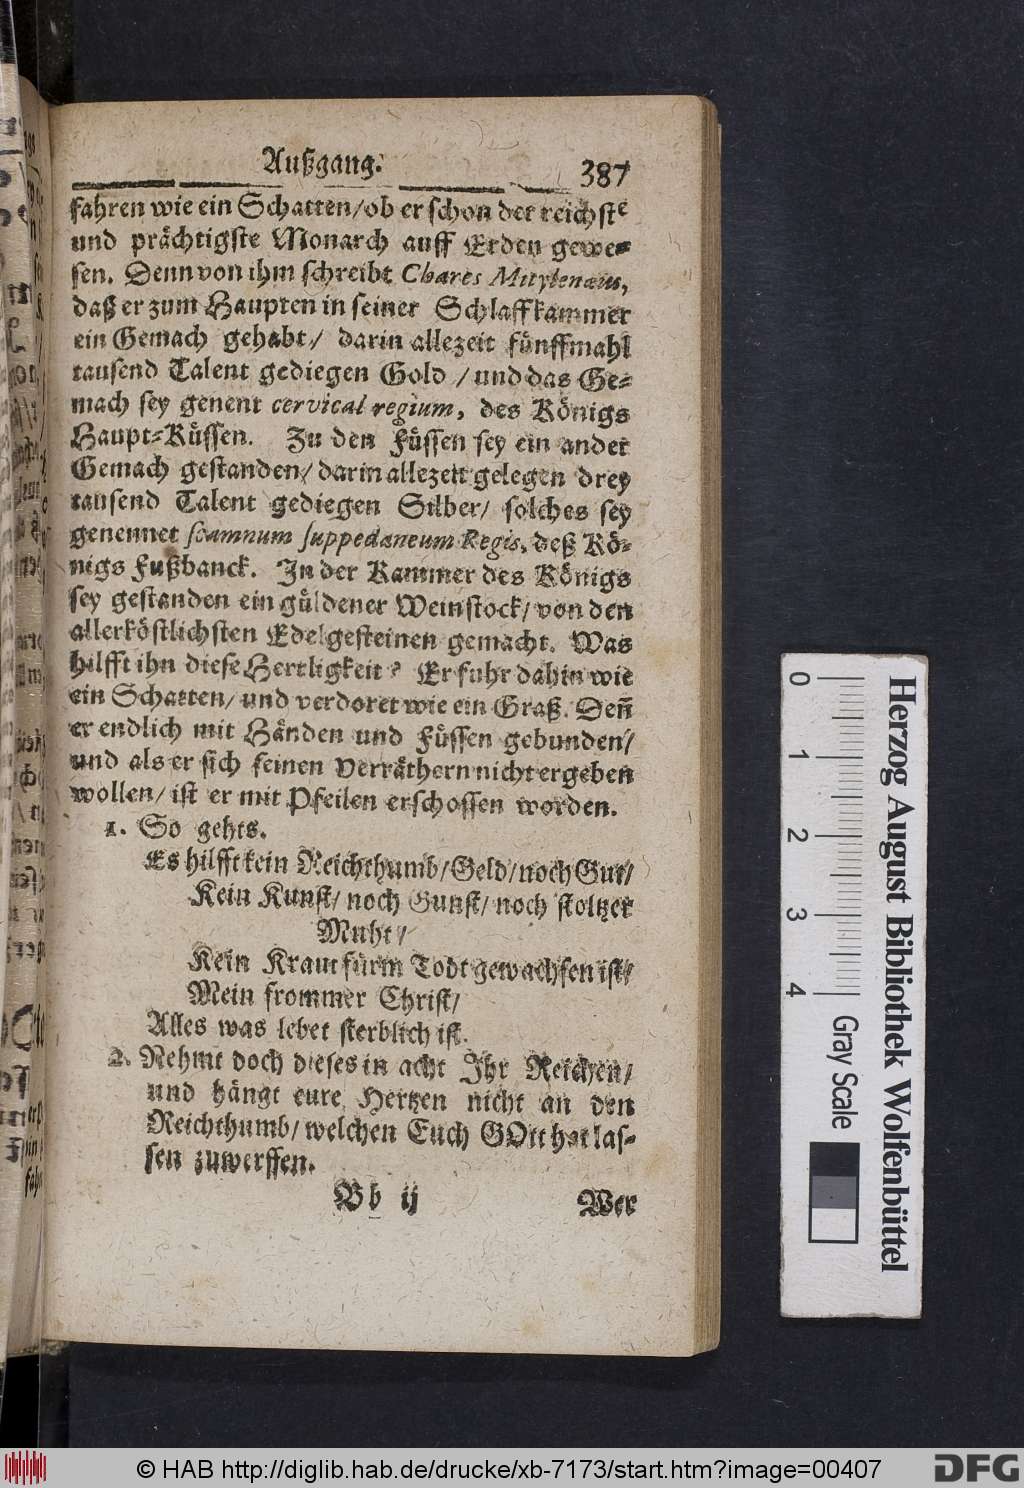 Außgang. 387
fahren wie ein Schatten/ob er schon der reichste
und prächtigste Monarch auff Erden gewe=
sen. Denn von ihm schreibt Chares Mitylenæus,
daß er zum Haupten in seiner Schlaffkammer
ein Gemach gehabt/ darin allezeit fünffmahl
tausend Talent gediegen Gold /und das Ge=
mach sey genent cervical regium, des Königs
Haupt=Küssen. Zu den Füssen sey ein ander
Gemach gestanden/ darin allezeit gelegen drey
tausend Talent gediegen Silber/ solches sey
genennet scamnum suppedaneum Regis, deß Kö=
nigs Fußbanck. In der Kammer des Königs
sey gestanden ein güldener Weinstock/ von den
allerköstlichsten Edelgesteinen gemacht. Was
hilfft ihn diese Herrligkeit? Er fuhr dahin wie
ein Schatten/ und verdoret wie ein Graß. Deñ
er endlich mit Händen und Füssen gebunden/
und als er sich seinen Verräthern nicht ergeben
wollen/ ist er mit Pfeilen erschossen worden.
1. So gehts.
Es hilfft kein Reichthumb/Geld/noch Gut/
Kein Kunst/ noch Gunst/ noch stoltzer
Muht/
Kein Kraut fürm Todt gewachsen ist/
Mein frommer Christ/
Alles was lebet sterblich ist.
2. Nehmt doch dieses in acht Ihr Reichen/
und hängt eure Hertzen nicht an den
Reichthumb/ welchen Euch GOtt hat las=
sen zuwerffen.
Bb ij Wer
0 1 2 3 4
Gray Scale
Herzog August Bibliothek Wolfenbüttel
© HAB http://diglib.hab.de/drucke/xb-7173/start.htm?image=00407
DFG